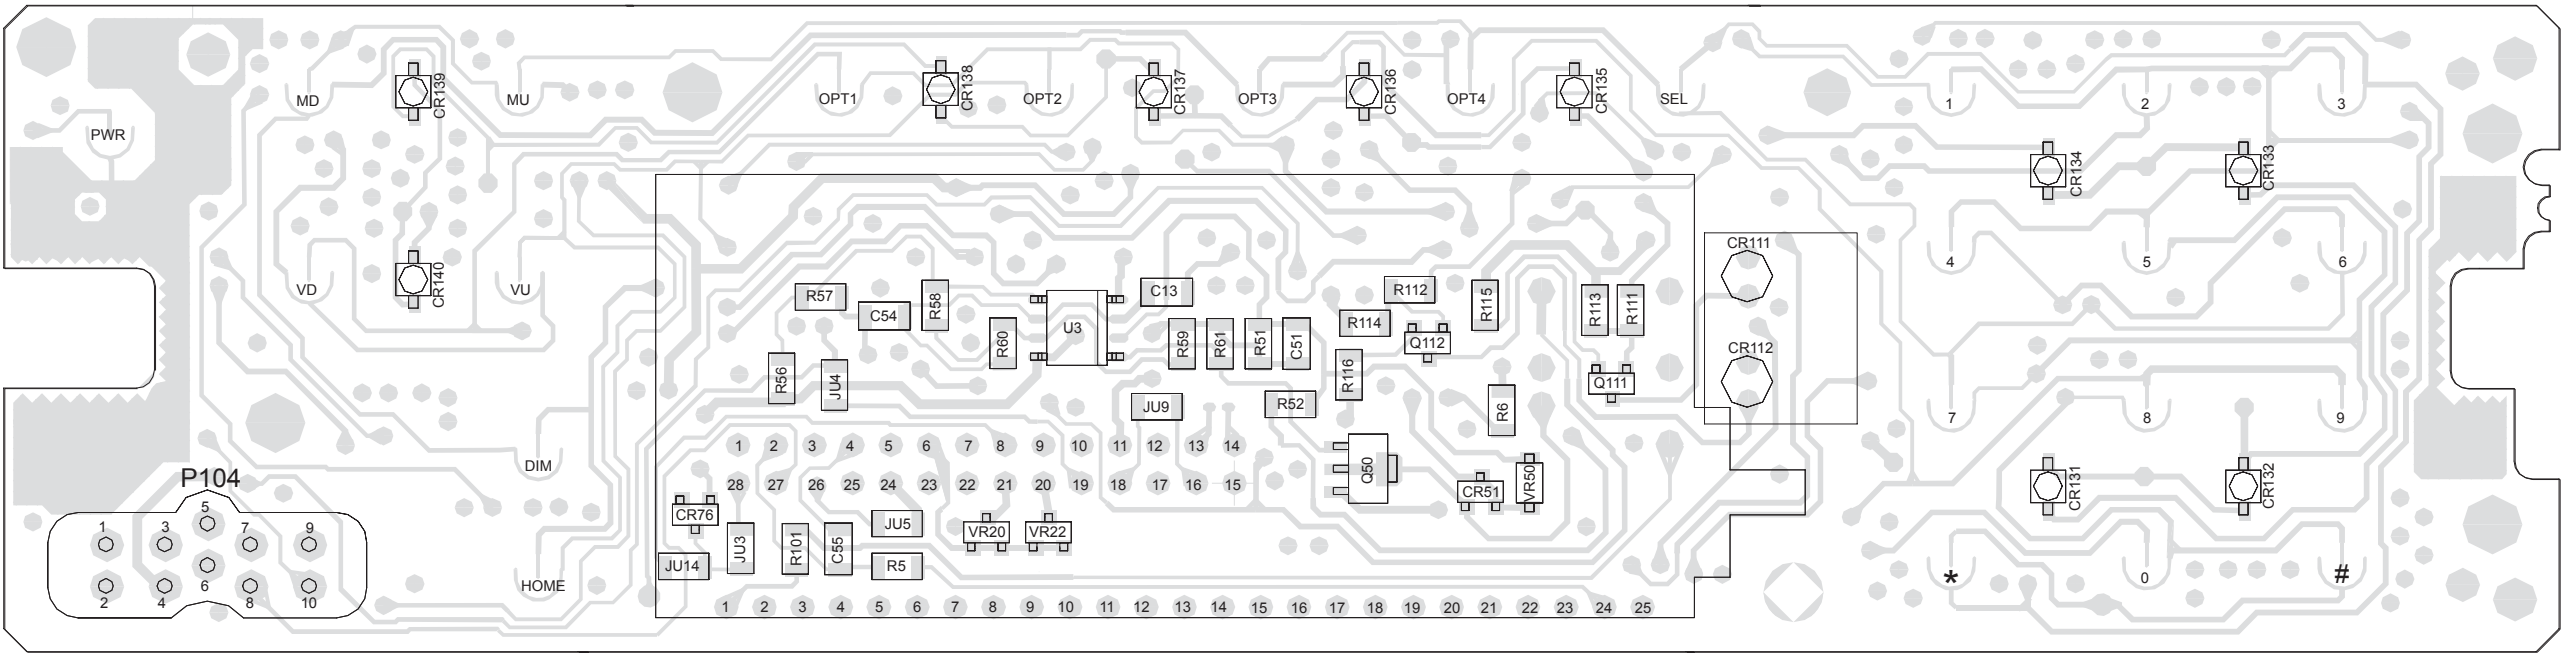 MD
CR139
MU
OPT1
CR138
OPT2
CR137
OPT3
CR136
OPT4
CR135
SEL
1
2
3
PWR
CR134
CR133
VD
CR140
VU
CR111
4
5
6
R57
C54
R58
R60
U3
C13
R59
R61
R51
C51
R112
R114
Q112
R115
R113
R111
CR112
R56
JU4
JU9
R52
R116
R6
Q111
7
8
9
1 2 3 4 5 6 7 8 9 10 11 12 13 14
28 27 26 25 24 23 22 21 20 19 18 17 16 15
DIM
P104
Q50
CR51
VR50
CR131
CR132
CR76
JU3
R101
C55
JU5
VR20
VR22
JU14
R5
1 3 5 7 9
2 4 6 8 10
HOME
* 0 #
1 2 3 4 5 6 7 8 9 10 11 12 13 14 15 16 17 18 19 20 21 22 23 24 25